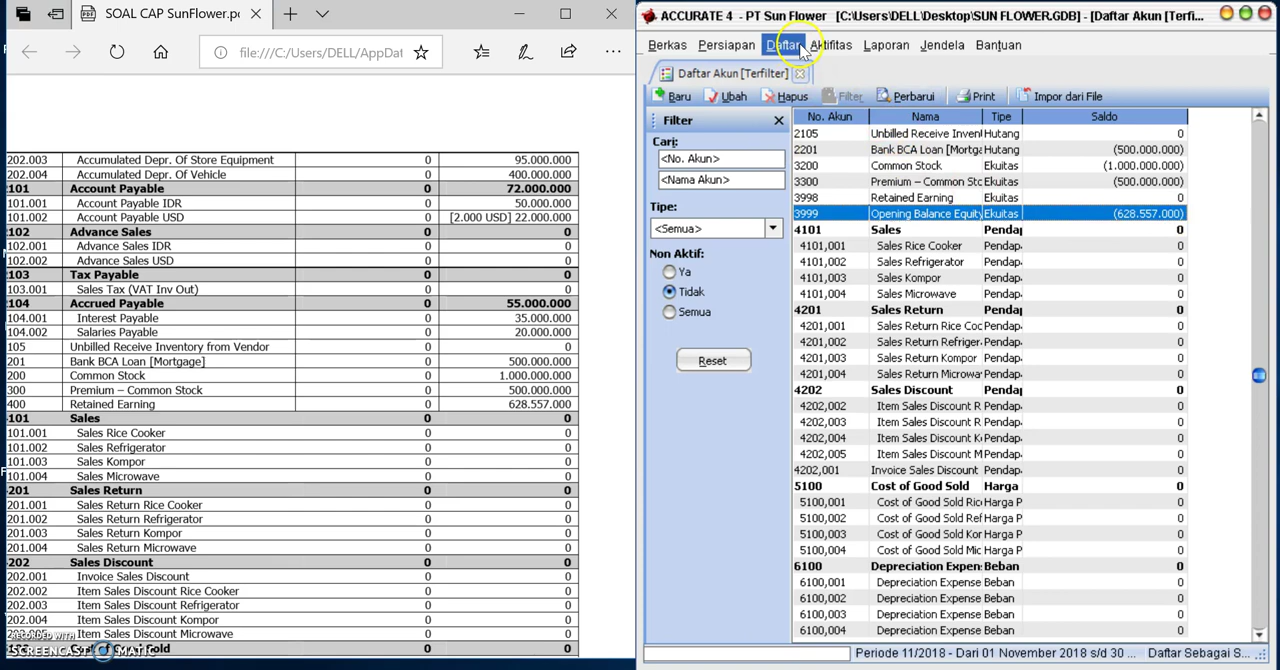 SOAL CAP SunFlower.pc
file:///C:/Users/DELL/AppDat
202.003 Accumulated Depr. Of Store Equipment 0 95.000.000
202.004 Accumulated Depr. Of Vehicle 0 400.000.000
101 Account Payable 0 72.000.000
101.001 Account Payable IDR 0 50.000.000
101.002 Account Payable USD 0 [2.000 USD] 22.000.000
102 Advance Sales 0 0
102.001 Advance Sales IDR 0 0
102.002 Advance Sales USD 0 0
103 Tax Payable 0 0
103.001 Sales Tax (VAT Inv Out) 0 0
104 Accrued Payable 0 55.000.000
104.001 Interest Payable 0 35.000.000
104.002 Salaries Payable 0 20.000.000
105 Unbilled Receive Inventory from Vendor 0 0
201 Bank BCA Loan [Mortgage] 0 500.000.000
200 Common Stock 0 1.000.000.000
300 Premium – Common Stock 0 500.000.000
400 Retained Earning 0 628.557.000
101 Sales 0 0
101.001 Sales Rice Cooker 0 0
101.002 Sales Refrigerator 0 0
101.003 Sales Kompor 0 0
101.004 Sales Microwave 0 0
201 Sales Return 0 0
201.001 Sales Return Rice Cooker 0 0
201.002 Sales Return Refrigerator 0 0
201.003 Sales Return Kompor 0 0
201.004 Sales Return Microwave 0 0
202 Sales Discount 0 0
202.001 Invoice Sales Discount 0 0
202.002 Item Sales Discount Rice Cooker 0 0
202.003 Item Sales Discount Refrigerator 0 0
202.004 Item Sales Discount Kompor 0 0
Item Sales Discount Microwave 0 0
0 0
RECORDED WITH
SCREENCAST MATIC
ACCURATE 4 - PT Sun Flower [C:\Users\DELL\Desktop\SUN FLOWER.GDB] - [Daftar Akun [Terfi...
Berkas Persiapan Daftar Aktifitas Laporan Jendela Bantuan
Daftar Akun [Terfilter]
Baru Ubah Hapus Filter Perbarui Print Impor dari File
Filter
Cari:
<No. Akun>
<Nama Akun>
Tipe:
<Semua>
Non Aktif:
Ya
Tidak
Semua
Reset
No. Akun Nama Tipe Saldo
2105 Unbilled Receive Inven Hutang 0
2201 Bank BCA Loan [Mortga Hutang (500.000.000)
3200 Common Stock Ekuitas (1.000.000.000)
3300 Premium – Common Stc Ekuitas (500.000.000)
3998 Retained Earning Ekuitas 0
3999 Opening Balance Equity Ekuitas (628.557.000)
4101 Sales Pendap 0
4101,001 Sales Rice Cooker Pendap 0
4101,002 Sales Refrigerator Pendap 0
4101,003 Sales Kompor Pendap 0
4101,004 Sales Microwave Pendap 0
4201 Sales Return Pendap 0
4201,001 Sales Return Rice Coo Pendap 0
4201,002 Sales Return Refriger Pendap 0
4201,003 Sales Return Kompor Pendap 0
4201,004 Sales Return Microwa Pendap 0
4202 Sales Discount Pendap 0
4202,002 Item Sales Discount R Pendap 0
4202,003 Item Sales Discount R Pendap 0
4202,004 Item Sales Discount K Pendap 0
4202,005 Item Sales Discount M Pendap 0
4202,001 Invoice Sales Discount Pendap 0
5100 Cost of Good Sold Harga P 0
5100,001 Cost of Good Sold Ric Harga P 0
5100,002 Cost of Good Sold Ref Harga P 0
5100,003 Cost of Good Sold Kor Harga P 0
5100,004 Cost of Good Sold Mic Harga P 0
6100 Depreciation Expen Beban 0
6100,001 Depreciation Expense Beban 0
6100,002 Depreciation Expense Beban 0
6100,003 Depreciation Expense Beban 0
6100,004 Depreciation Expense Beban 0
Periode 11/2018 - Dari 01 November 2018 s/d 30 ... Daftar Sebagai S...